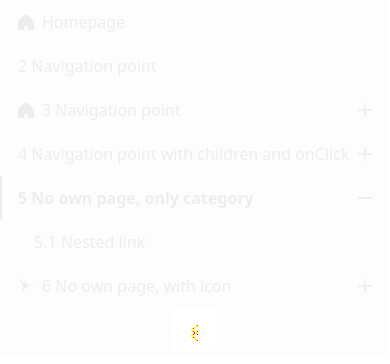 Homepage
2 Navigation point
3 Navigation point
4 Navigation point with children and onClick
5 No own page, only category
5.1 Nested link
6 No own page, with icon